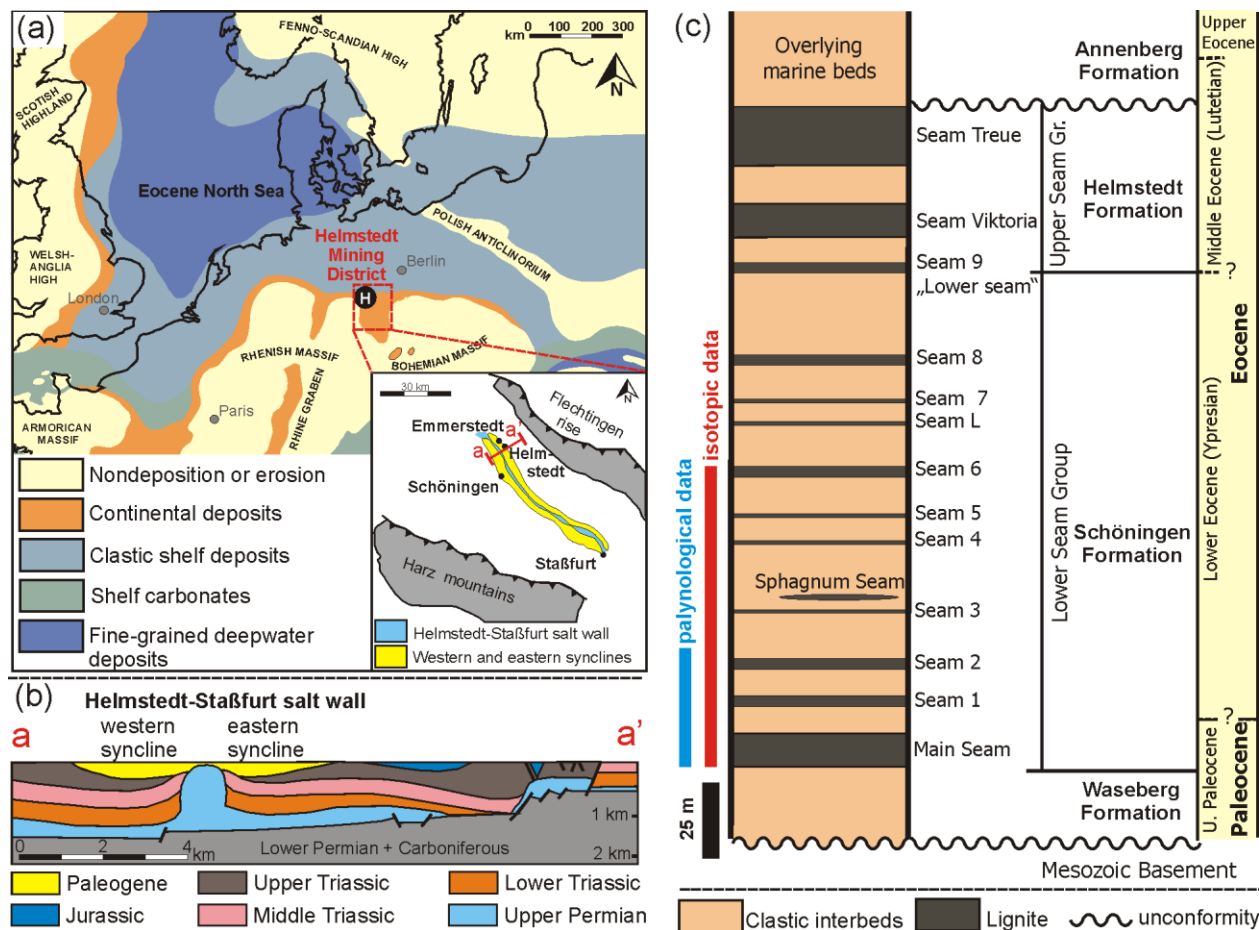 (a)
km
0 100 200 300
N
FENNO-SCANDIAN HIGH
SCOTISH
HIGHLAND
Eocene North Sea
POLISH ANTICLINORIUM
Helmstedt
Mining
District
Berlin
H
WELSH-
ANGLIA
HIGH
London
RHENISH MASSIF
BOHEMIAN MASSIF
Paris
RHINE GRABEN
ARMORICAN
MASSIF
Nondeposition or erosion
Continental deposits
Clastic shelf deposits
Shelf carbonates
Fine-grained deepwater
deposits
30 km
N
Flechtingen
rise
Emmerstedt
a'
a
Helm-
stedt
Schöningen
Staßfurt
Harz mountains
Helmstedt-Staßfurt salt wall
Western and eastern synclines
(b)
Helmstedt-Staßfurt salt wall
western
syncline
eastern
syncline
a
a'
1 km
2 km
0 2 4
km
Lower Permian + Carboniferous
Paleogene
Upper Triassic
Lower Triassic
Jurassic
Middle Triassic
Upper Permian
(c)
Overlying
marine beds
Seam Treue
Seam Viktoria
Seam 9
„Lower seam“
Seam 8
Seam 7
Seam L
Seam 6
Seam 5
Seam 4
Sphagnum Seam
Seam 3
Seam 2
Seam 1
Main Seam
palynological data
isotopic data
25 m
Upper Seam Gr.
Lower Seam Group
Annenberg
Formation
Helmstedt
Formation
Schöningen
Formation
Waseberg
Formation
Mesozoic Basement
Upper
Eocene
Middle Eocene (Lutetian)
?
Lower Eocene (Ypresian)
?
U. Paleocene
Eocene
Paleocene
Clastic interbeds
Lignite
unconformity